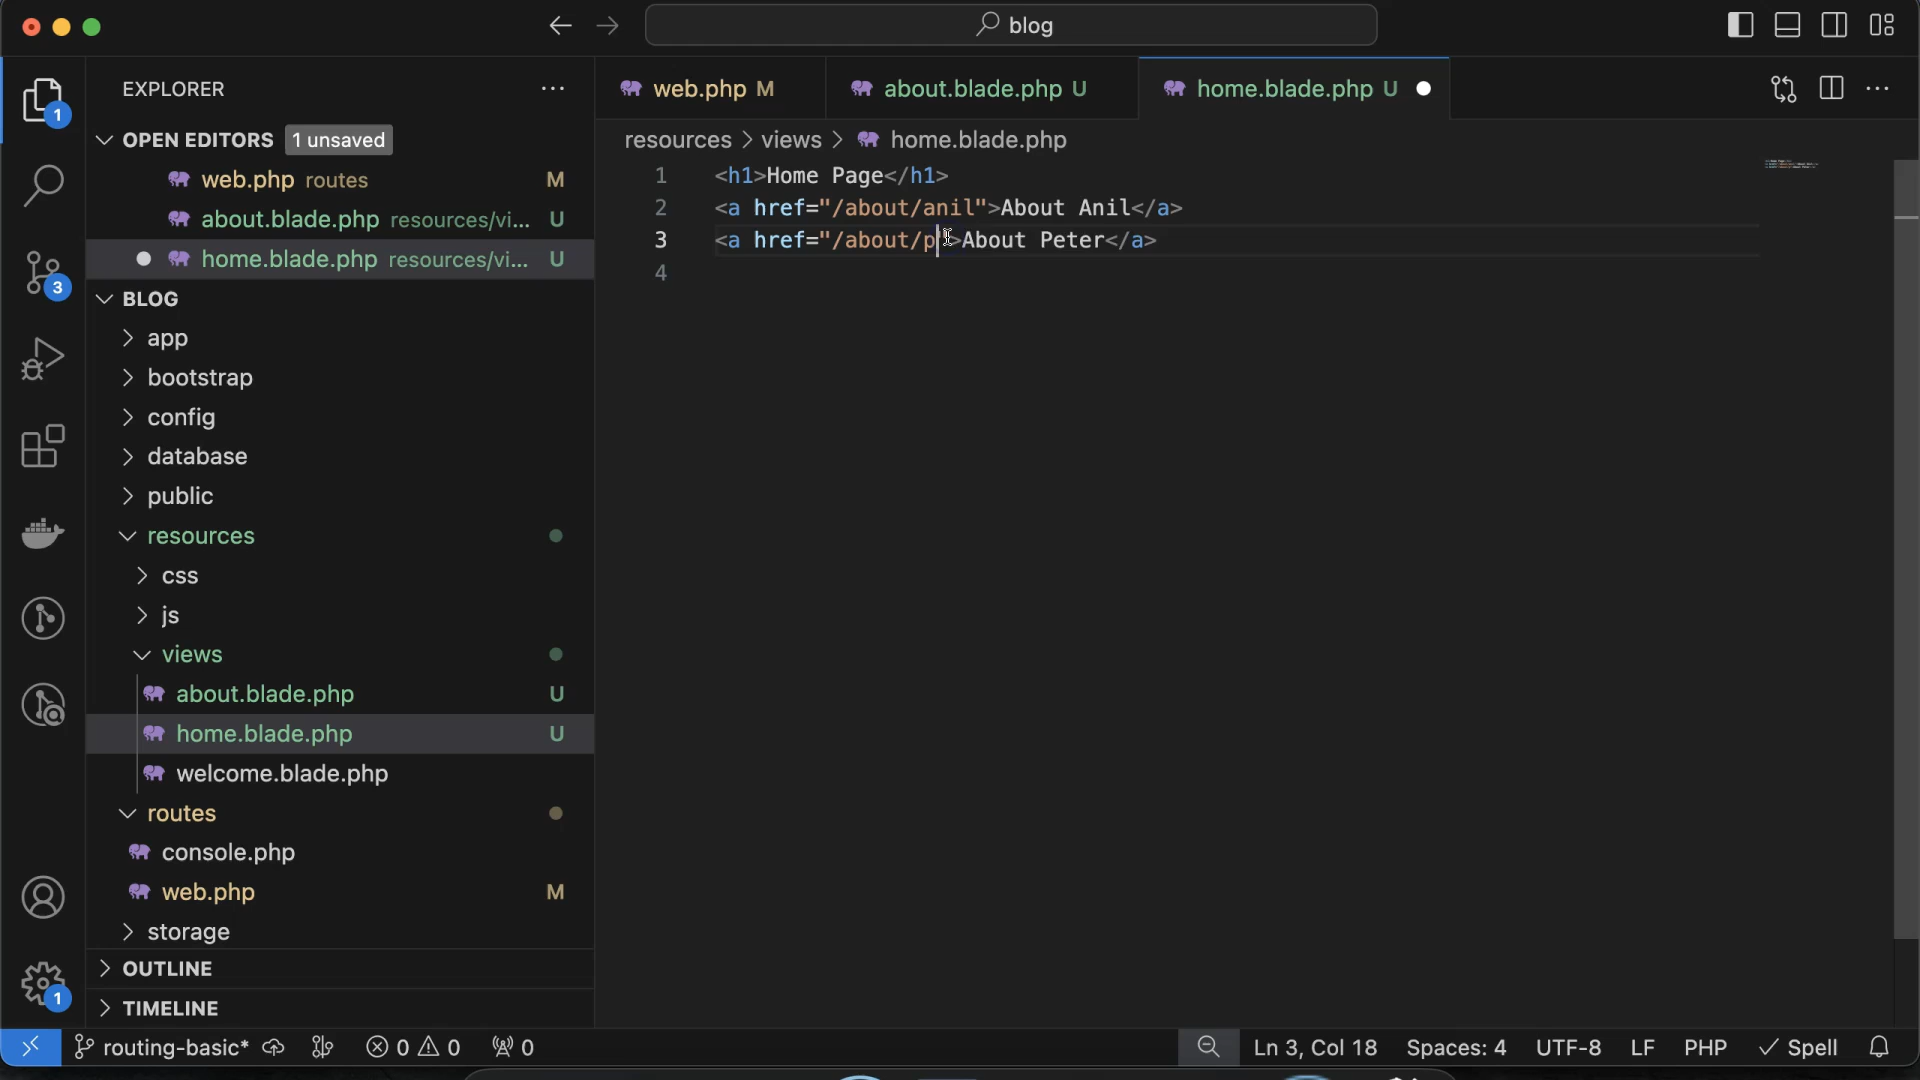 blog
EXPLORER
OPEN EDITORS 1 unsaved
web.php routes M
about.blade.php resources/vi... U
home.blade.php resources/vi... U
BLOG
app
bootstrap
config
database
public
resources
css
js
views
about.blade.php U
home.blade.php U
welcome.blade.php
routes
console.php
web.php M
storage
OUTLINE
TIMELINE
1
3
1
web.php M about.blade.php U home.blade.php U
resources > views > home.blade.php
1 <h1>Home Page</h1>
2 <a href="/about/anil">About Anil</a>
3 <a href="/about/p">About Peter</a>
4
routing-basic* 0 0 0 Ln 3, Col 18 Spaces: 4 UTF-8 LF PHP Spell